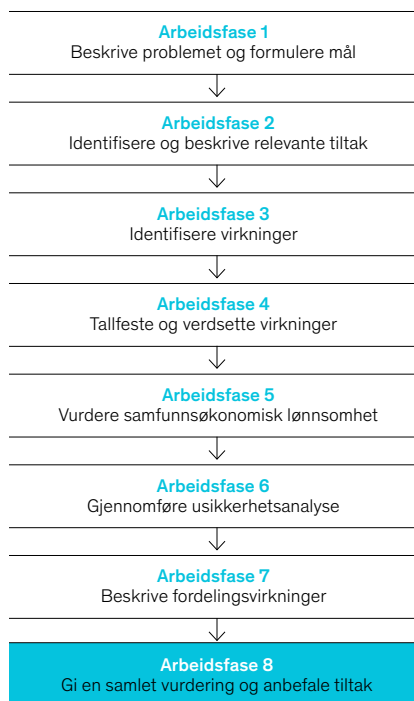 Arbeidsfase 1
Beskrive problemet og formulere mål
Arbeidsfase 2
Identifisere og beskrive relevante tiltak
Arbeidsfase 3
Identifisere virkninger
Arbeidsfase 4
Tallfeste og verdsette virkninger
Arbeidsfase 5
Vurdere samfunnsøkonomisk lønnsomhet
Arbeidsfase 6
Gjennomføre usikkerhetsanalyse
Arbeidsfase 7
Beskrive fordelingsvirkninger
Arbeidsfase 8
Gi en samlet vurdering og anbefale tiltak